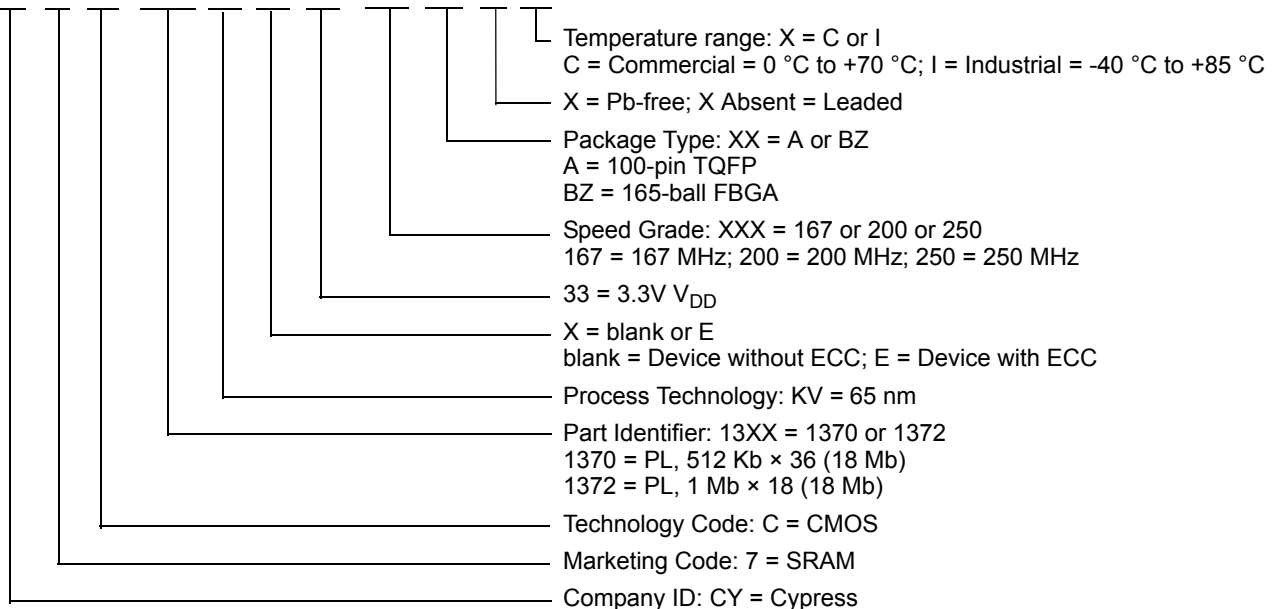 Temperature range: X = C or I
C = Commercial = 0 °C to +70 °C; I = Industrial = -40 °C to +85 °C
X = Pb-free; X Absent = Leaded
Package Type: XX = A or BZ
A = 100-pin TQFP
BZ = 165-ball FBGA
Speed Grade: XXX = 167 or 200 or 250
167 = 167 MHz; 200 = 200 MHz; 250 = 250 MHz
33 = 3.3V VDD
X = blank or E
blank = Device without ECC; E = Device with ECC
Process Technology: KV = 65 nm
Part Identifier: 13XX = 1370 or 1372
1370 = PL, 512 Kb × 36 (18 Mb)
1372 = PL, 1 Mb × 18 (18 Mb)
Technology Code: C = CMOS
Marketing Code: 7 = SRAM
Company ID: CY = Cypress